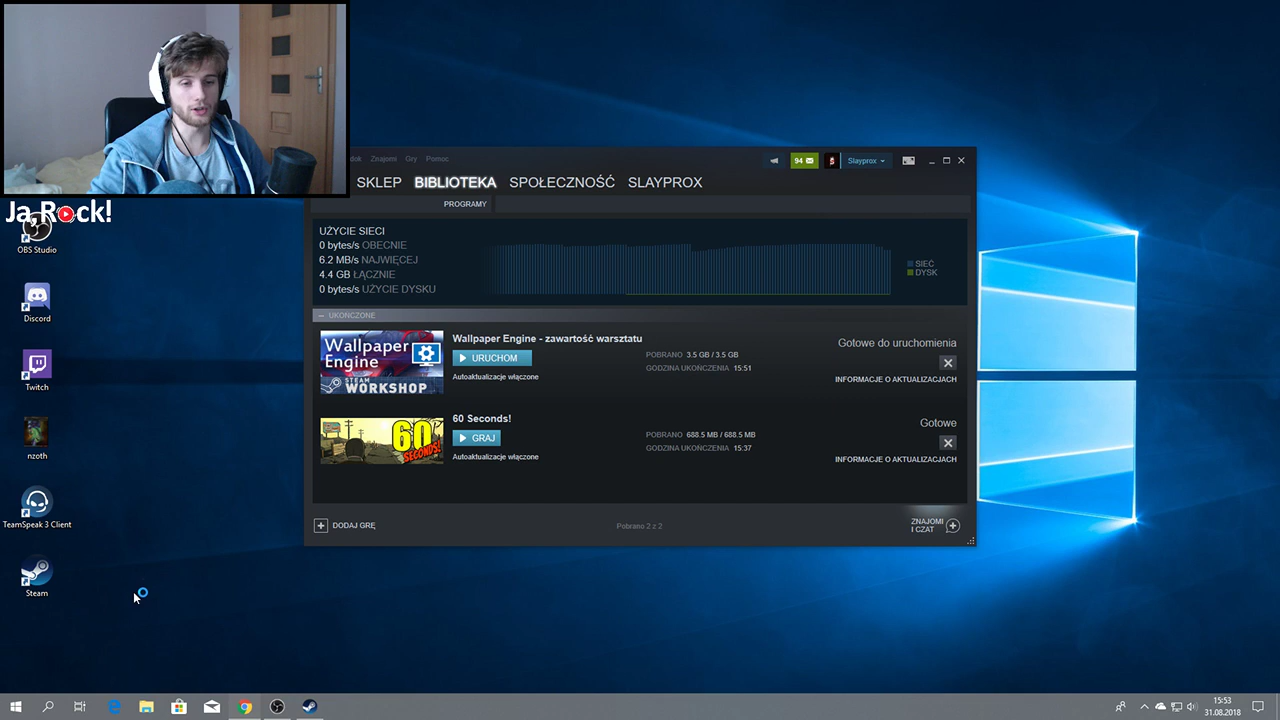 Ja,Rock!
OBS Studio
Discord
Twitch
nzoth
TeamSpeak 3 Client
Steam
Znajomi Gry Pomoc
94
Slayprox
SKLEP BIBLIOTEKA SPOŁECZNOŚĆ SLAYPROX
PROGRAMY
UŻYCIE SIECI
0 bytes/s OBECNIE
6.2 MB/s NAJWIĘCEJ
4.4 GB ŁĄCZNIE
0 bytes/s UŻYCIE DYSKU
SIEĆ
DYSK
UKOŃCZONE
Wallpaper Engine
STEAM WORKSHOP
Wallpaper Engine - zawartość warsztatu
URUCHOM
Autoaktualizacje włączone
POBRANO 3.5 GB / 3.5 GB
GODZINA UKOŃCZENIA 15:51
Gotowe do uruchomienia
INFORMACJE O AKTUALIZACJACH
60 SECONDS!
60 Seconds!
GRAJ
Autoaktualizacje włączone
POBRANO 688.5 MB / 688.5 MB
GODZINA UKOŃCZENIA 15:37
Gotowe
INFORMACJE O AKTUALIZACJACH
DODAJ GRĘ
Pobrano 2 z 2
ZNAJOMI
I CZAT
15:53
31.08.2018